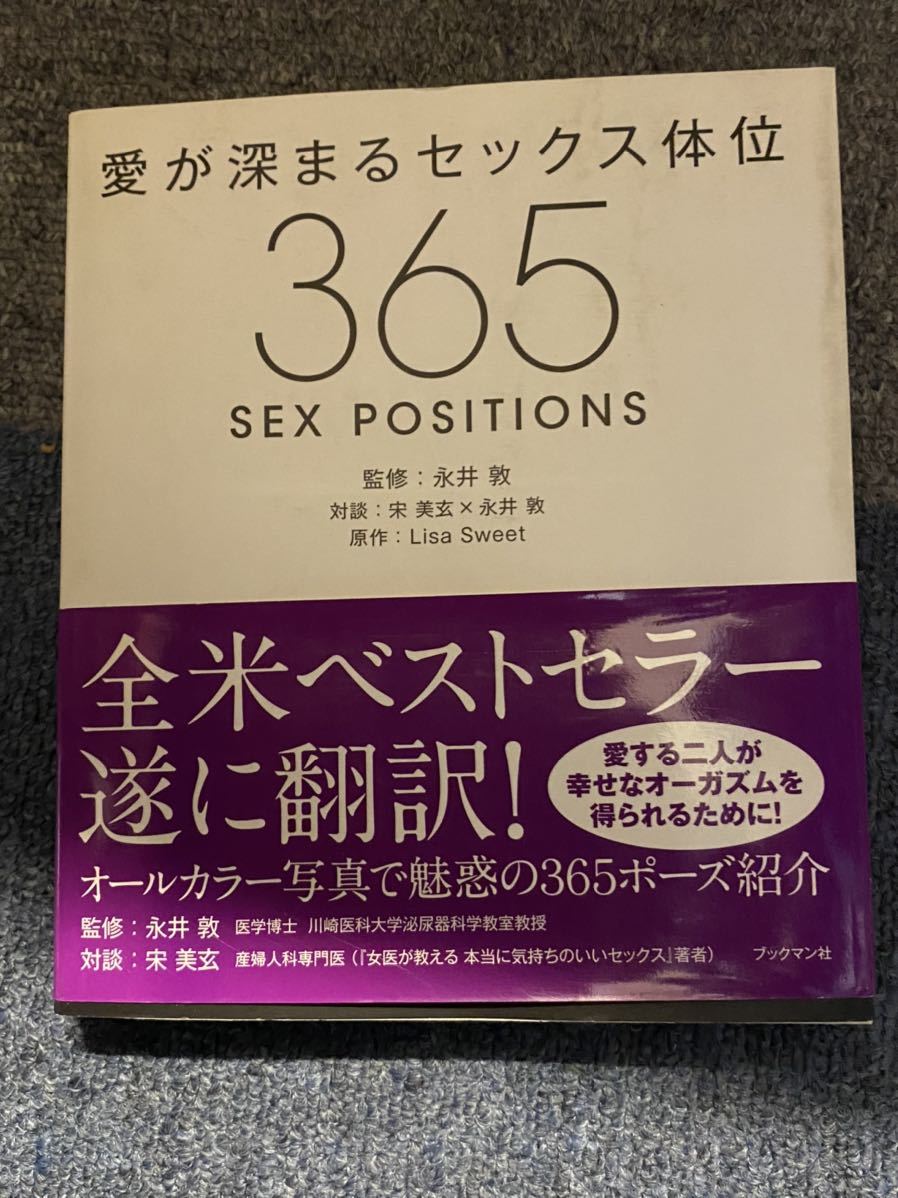 愛が深まるセックス体位
365
SEX POSITIONS
監修：永井 敦
対談：宋 美玄×永井 敦
原作：Lisa Sweet
全米ベストセラー
遂に翻訳！
愛する二人が
幸せなオーガズムを
得られるために！
オールカラー写真で魅惑の365ポーズ紹介
監修：永井 敦 医学博士 川崎医科大学泌尿器科学教室教授
対談：宋 美玄 産婦人科専門医（『女医が教える 本当に気持ちのいいセックス』著者） ブックマン社